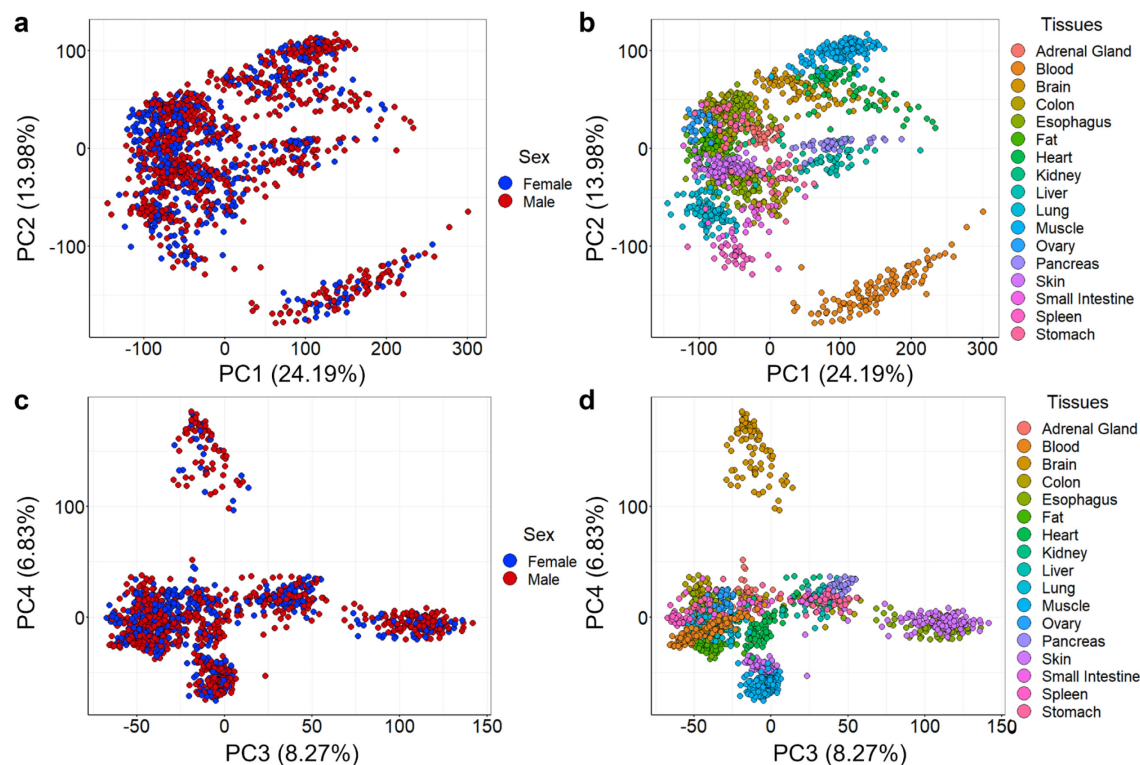 a
100
0
-100
PC2 (13.98%)
-100 0 100 200 300
PC1 (24.19%)
Sex
Female
Male
b
100
0
-100
PC2 (13.98%)
-100 0 100 200 300
PC1 (24.19%)
Tissues
Adrenal Gland
Blood
Brain
Colon
Esophagus
Fat
Heart
Kidney
Liver
Lung
Muscle
Ovary
Pancreas
Skin
Small Intestine
Spleen
Stomach
c
100
0
PC4 (6.83%)
-50 0 50 100 150
PC3 (8.27%)
Sex
Female
Male
d
100
0
PC4 (6.83%)
-50 0 50 100 150
PC3 (8.27%)
Tissues
Adrenal Gland
Blood
Brain
Colon
Esophagus
Fat
Heart
Kidney
Liver
Lung
Muscle
Ovary
Pancreas
Skin
Small Intestine
Spleen
Stomach